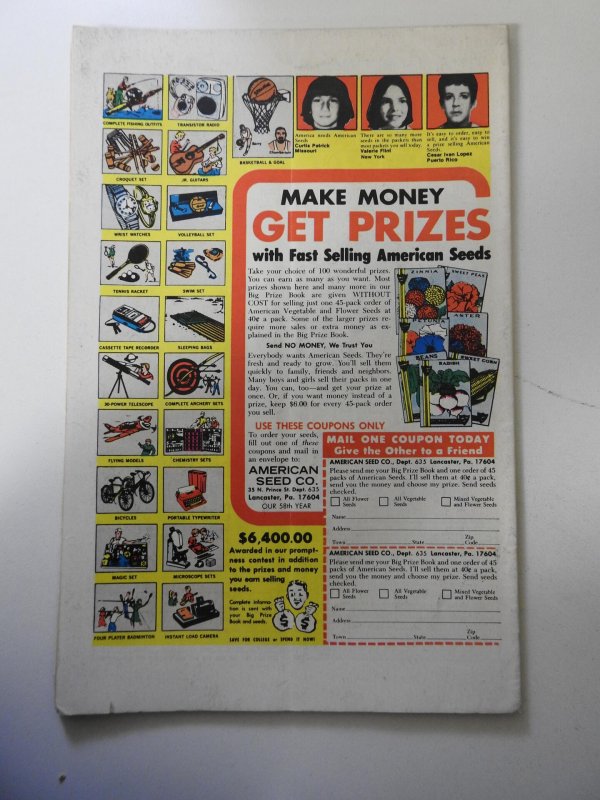 COMPLETE FISHING OUTFITS
TRANSISTOR RADIO
BASKETBALL & GOAL
CROQUET SET
JR. GUITARS
WRIST WATCHES
VOLLEYBALL SET
TENNIS RACKET
SWIM SET
CASSETTE TAPE RECORDER
SLEEPING BAGS
30-POWER TELESCOPE
COMPLETE ARCHERY SETS
FLYING MODELS
CHEMISTRY SETS
BICYCLES
PORTABLE TYPEWRITER
MAGIC SET
MICROSCOPE SETS
FOUR PLAYER BADMINTON
INSTANT LOAD CAMERA
America needs American
Seeds.
Curtis Patrick
Missouri
There are so many more
seeds in the packets than
most packets you sell today.
Valerie Flint
New York
It's easy to order, easy to
sell, and it's easy to win
a prize selling American
Seeds.
Cesar Ivan Lopez
Puerto Rico
MAKE MONEY
GET PRIZES
with Fast Selling American Seeds
Take your choice of 100 wonderful prizes.
You can earn as many as you want. Most
prizes shown here and many more in our
Big Prize Book are given WITHOUT
COST for selling just one 45-pack order of
American Vegetable and Flower Seeds at
40¢ a pack. Some of the larger prizes re-
quire more sales or extra money as ex-
plained in the Big Prize Book.
Send NO MONEY, We Trust You
Everybody wants American Seeds. They're
fresh and ready to grow. You'll sell them
quickly to family, friends and neighbors.
Many boys and girls sell their packs in one
day. You can, too—and get your prize at
once. Or, if you want money instead of a
prize, keep $6.00 for every 45-pack order
you sell.
ZINNIA
SWEET PEAS
PETUNIA
ASTER
BEANS
RADISH
SWEET CORN
USE THESE COUPONS ONLY
To order your seeds,
fill out one of these
coupons and mail in
an envelope to:
AMERICAN
SEED CO.
35 N. Prince St. Dept. 635
Lancaster, Pa. 17604
OUR 58th YEAR
$6,400.00
Awarded in our prompt-
ness contest in addition
to the prizes and money
you earn selling
seeds.
Complete informa-
tion is sent with
your Big Prize
Book and seeds.
$ $
SAVE FOR COLLEGE or SPEND IT NOW!
MAIL ONE COUPON TODAY
Give the Other to a Friend
AMERICAN SEED CO., Dept. 635 Lancaster, Pa. 17604
Please send me your Big Prize Book and one order of 45
packs of American Seeds. I'll sell them at 40¢ a pack,
send you the money and choose my prize. Send seeds
checked.
All Flower
Seeds
All Vegetable
Seeds
Mixed Vegetable
and Flower Seeds
Name
Address
Town State Zip Code
AMERICAN SEED CO., Dept. 635 Lancaster, Pa. 17604
Please send me your Big Prize Book and one order of 45
packs of American Seeds. I'll sell them at 40¢ a pack,
send you the money and choose my prize. Send seeds
checked.
All Flower
Seeds
All Vegetable
Seeds
Mixed Vegetable
and Flower Seeds
Name
Address
Town State Zip Code